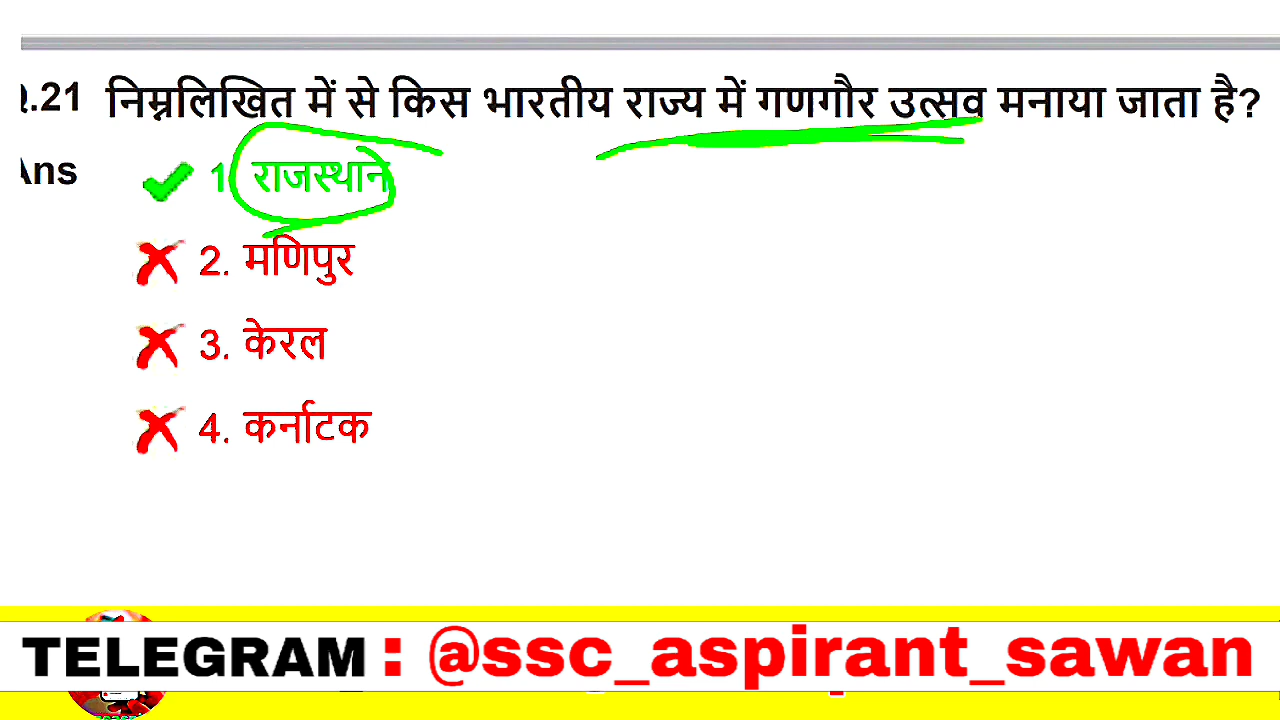 .21 निम्नलिखित में से किस भारतीय राज्य में गणगौर उत्सव मनाया जाता है?
Ans 1 राजस्थान
2. मणिपुर
3. केरल
4. कर्नाटक
TELEGRAM : @ssc_aspirant_sawan